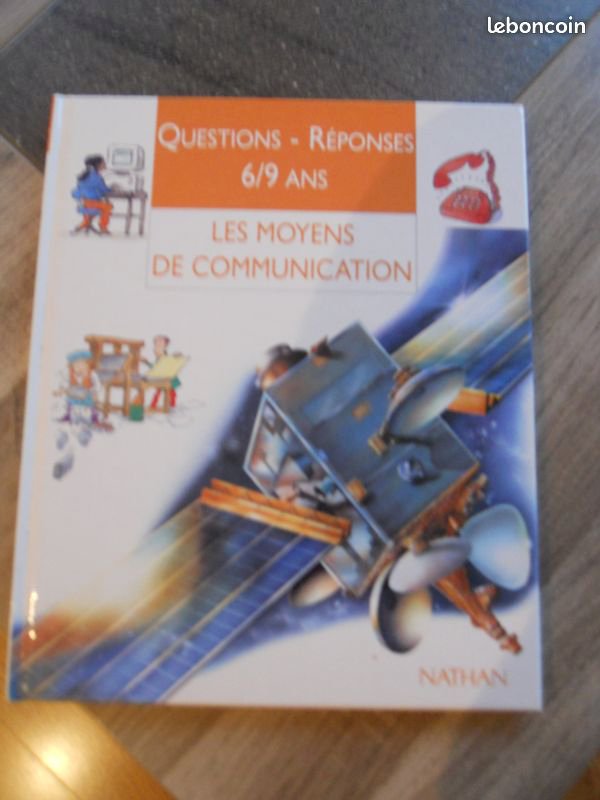 leboncoin
QUESTIONS - RÉPONSES
6/9 ANS
LES MOYENS
DE COMMUNICATION
NATHAN